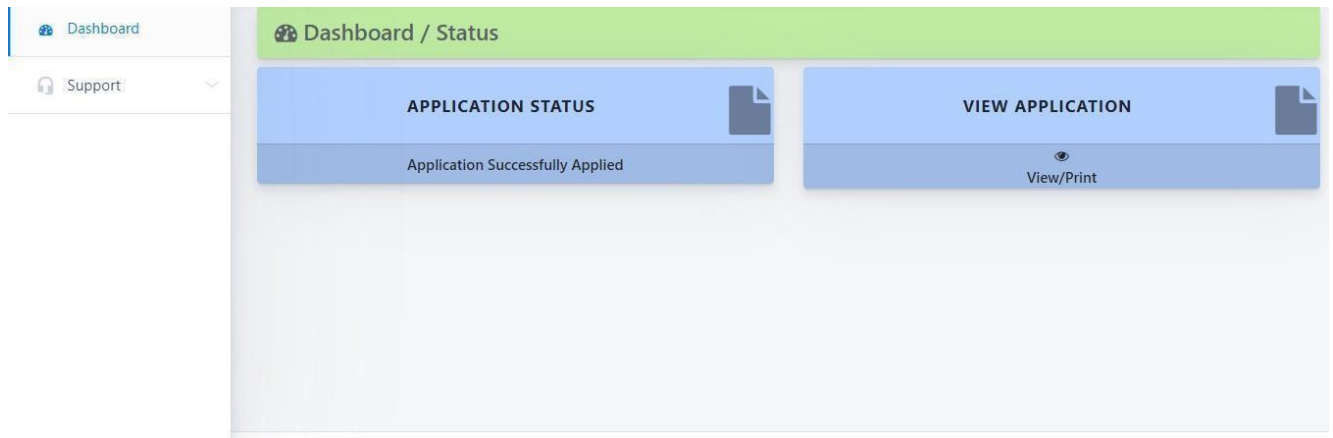 Dashboard
Support
Dashboard / Status
APPLICATION STATUS
Application Successfully Applied
VIEW APPLICATION
View/Print